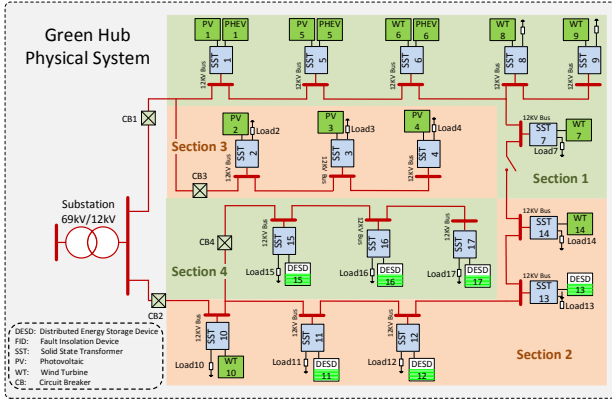 Green Hub
Physical System
PV 1
PHEV 1
SST 1
12KV Bus
PV 5
PHEV 5
SST 5
12KV Bus
WT 6
PHEV 6
SST 6
12KV Bus
WT 8
SST 8
12KV Bus
WT 9
SST 9
12KV Bus
CB1
Section 3
PV 2
Load2
SST 2
12KV Bus
PV 3
Load3
SST 3
12KV Bus
PV 4
Load4
SST 4
12KV Bus
CB3
12KV Bus
SST 7
WT 7
Load7
Section 1
Substation
69kV/12kV
Section 4
CB4
12KV Bus
SST 15
Load15
DESD 15
12KV Bus
SST 16
Load16
DESD 16
12KV Bus
SST 17
Load17
DESD 17
12KV Bus
SST 14
WT 14
Load14
12KV Bus
SST 13
DESD 13
Load13
CB2
12KV Bus
SST 10
Load10
WT 10
12KV Bus
SST 11
Load11
DESD 11
12KV Bus
SST 12
Load12
DESD 12
Section 2
DESD: Distributed Energy Storage Device
FID: Fault Insolation Device
SST: Solid State Transformer
PV: Photovoltaic
WT: Wind Turbine
CB: Circuit Breaker